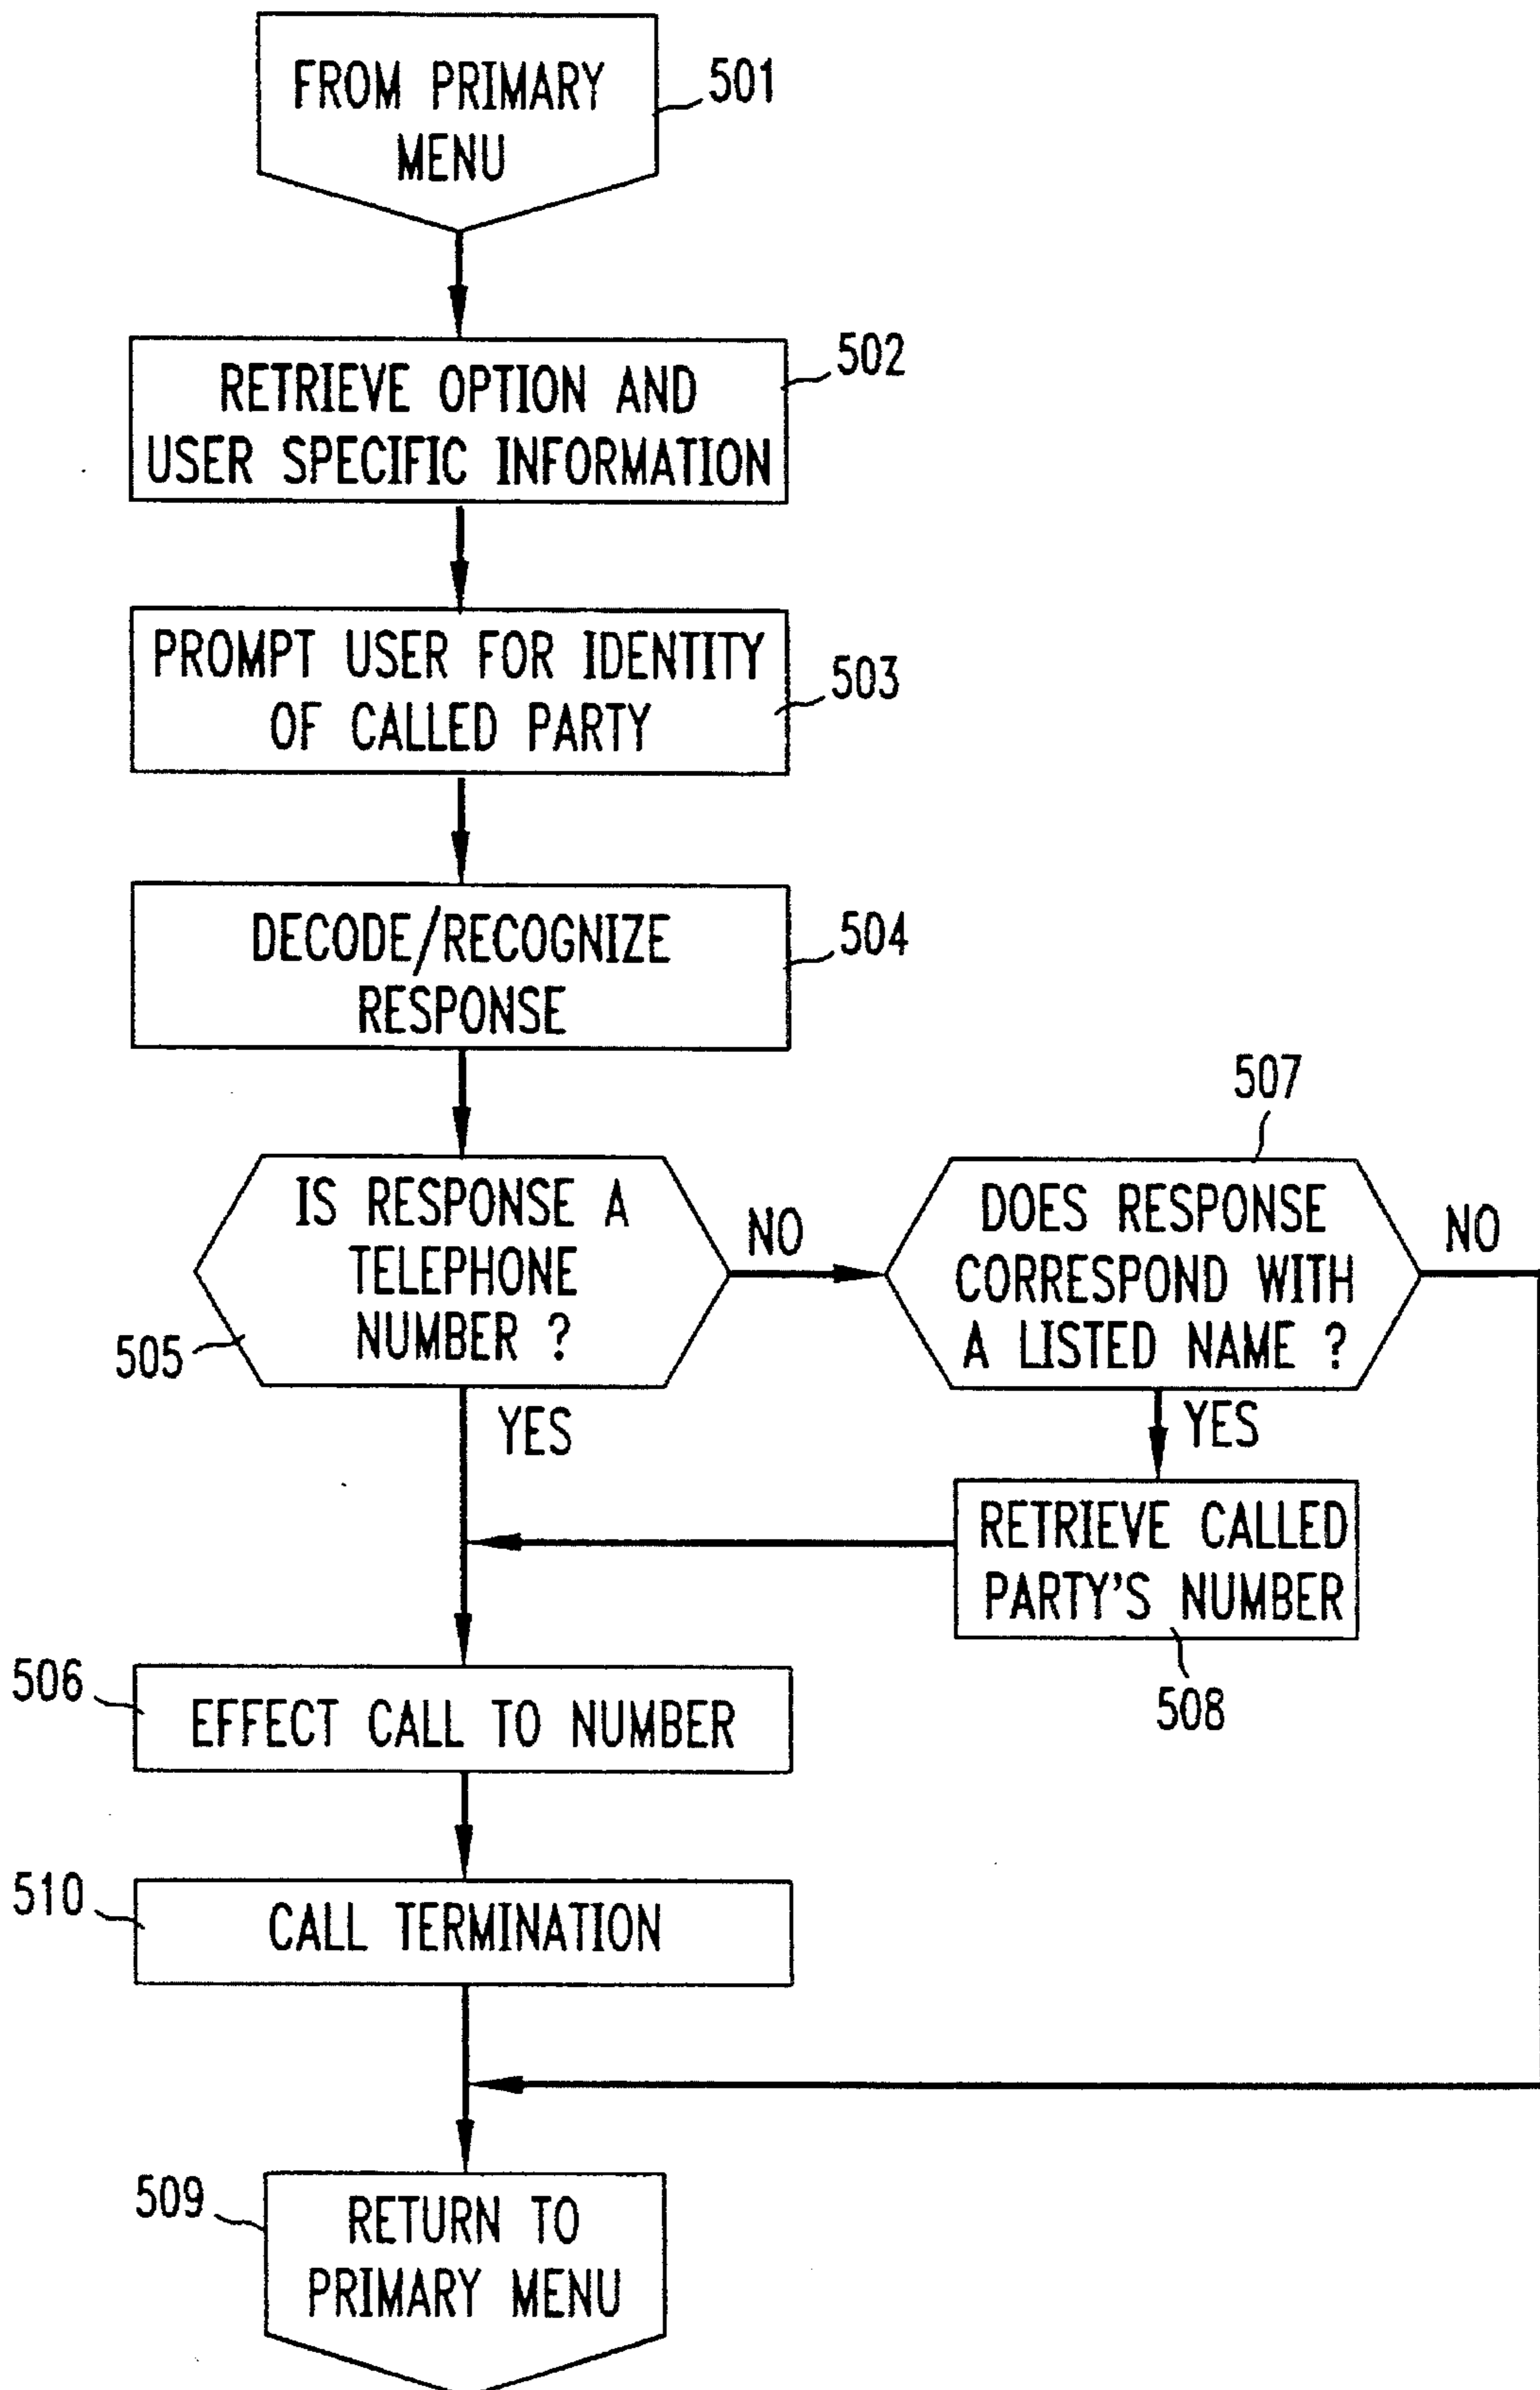 FROM PRIMARY
MENU
501
RETRIEVE OPTION AND
USER SPECIFIC INFORMATION
502
PROMPT USER FOR IDENTITY
OF CALLED PARTY
503
DECODE/RECOGNIZE
RESPONSE
504
IS RESPONSE A
TELEPHONE
NUMBER ?
505
NO
YES
507
DOES RESPONSE
CORRESPOND WITH
A LISTED NAME ?
NO
YES
RETRIEVE CALLED
PARTY'S NUMBER
508
506
EFFECT CALL TO NUMBER
510
CALL TERMINATION
509
RETURN TO
PRIMARY MENU